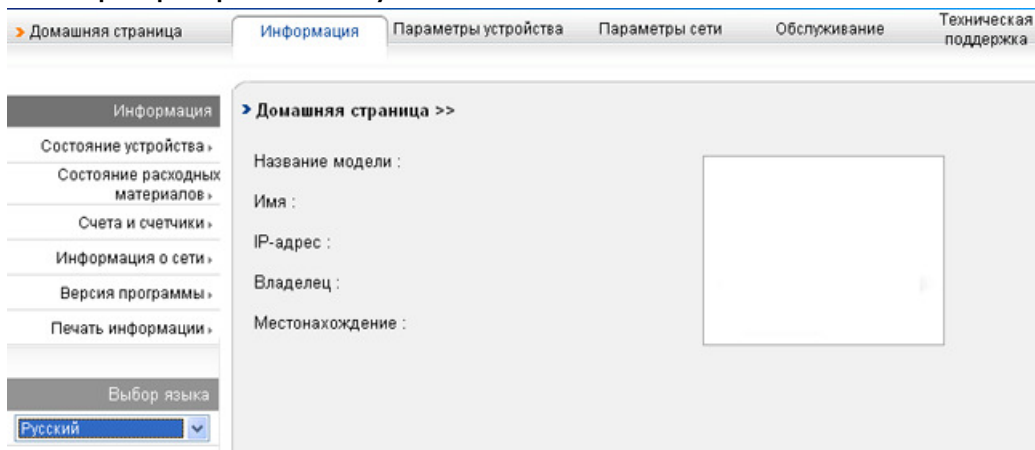 Домашняя страница
Информация
Параметры устройства
Параметры сети
Обслуживание
Техническая
поддержка
Информация
Состояние устройства
Состояние расходных
материалов
Счета и счетчики
Информация о сети
Версия программы
Печать информации
Выбор языка
Русский
Домашняя страница >>
Название модели :
Имя :
IP-адрес :
Владелец :
Местонахождение :